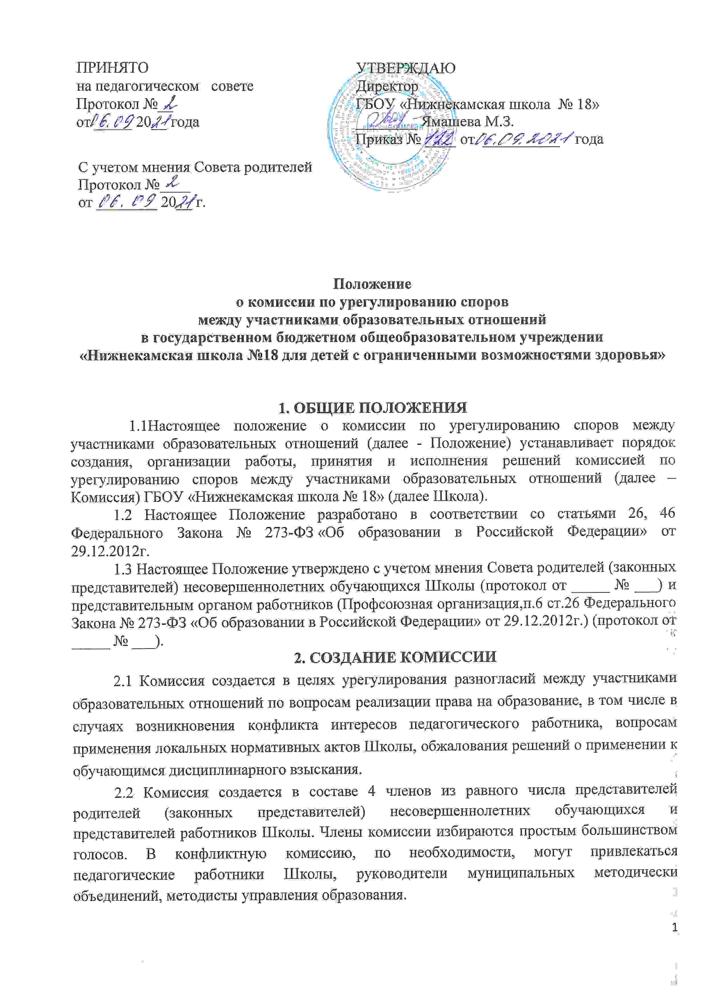 ПРИНЯТО
на педагогическом совете
Протокол № 2
от 06.09 2021 года
С учетом мнения Совета родителей
Протокол № 2
от 06.09 2021 г.
УТВЕРЖДАЮ
Директор
ГБОУ «Нижнекамская школа № 18»
Ямашева М.З.
Приказ № 122 от 06.09.2021 года
Положение
о комиссии по урегулированию споров
между участниками образовательных отношений
в государственном бюджетном общеобразовательном учреждении
«Нижнекамская школа №18 для детей с ограниченными возможностями здоровья»
1. ОБЩИЕ ПОЛОЖЕНИЯ
1.1Настоящее положение о комиссии по урегулированию споров между
участниками образовательных отношений (далее - Положение) устанавливает порядок
создания, организации работы, принятия и исполнения решений комиссией по
урегулированию споров между участниками образовательных отношений (далее –
Комиссия) ГБОУ «Нижнекамская школа № 18» (далее Школа).
1.2 Настоящее Положение разработано в соответствии со статьями 26, 46
Федерального Закона № 273-ФЗ «Об образовании в Российской Федерации» от
29.12.2012г.
1.3 Настоящее Положение утверждено с учетом мнения Совета родителей (законных
представителей) несовершеннолетних обучающихся Школы (протокол от _____ № ___) и
представительным органом работников (Профсоюзная организация,п.6 ст.26 Федерального
Закона № 273-ФЗ «Об образовании в Российской Федерации» от 29.12.2012г.) (протокол от
_____ № ___).
2. СОЗДАНИЕ КОМИССИИ
2.1 Комиссия создается в целях урегулирования разногласий между участниками
образовательных отношений по вопросам реализации права на образование, в том числе в
случаях возникновения конфликта интересов педагогического работника, вопросам
применения локальных нормативных актов Школы, обжалования решений о применении к
обучающимся дисциплинарного взыскания.
2.2 Комиссия создается в составе 4 членов из равного числа представителей
родителей (законных представителей) несовершеннолетних обучающихся и
представителей работников Школы. Члены комиссии избираются простым большинством
голосов. В конфликтную комиссию, по необходимости, могут привлекаться
педагогические работники Школы, руководители муниципальных методически
объединений, методисты управления образования.
1